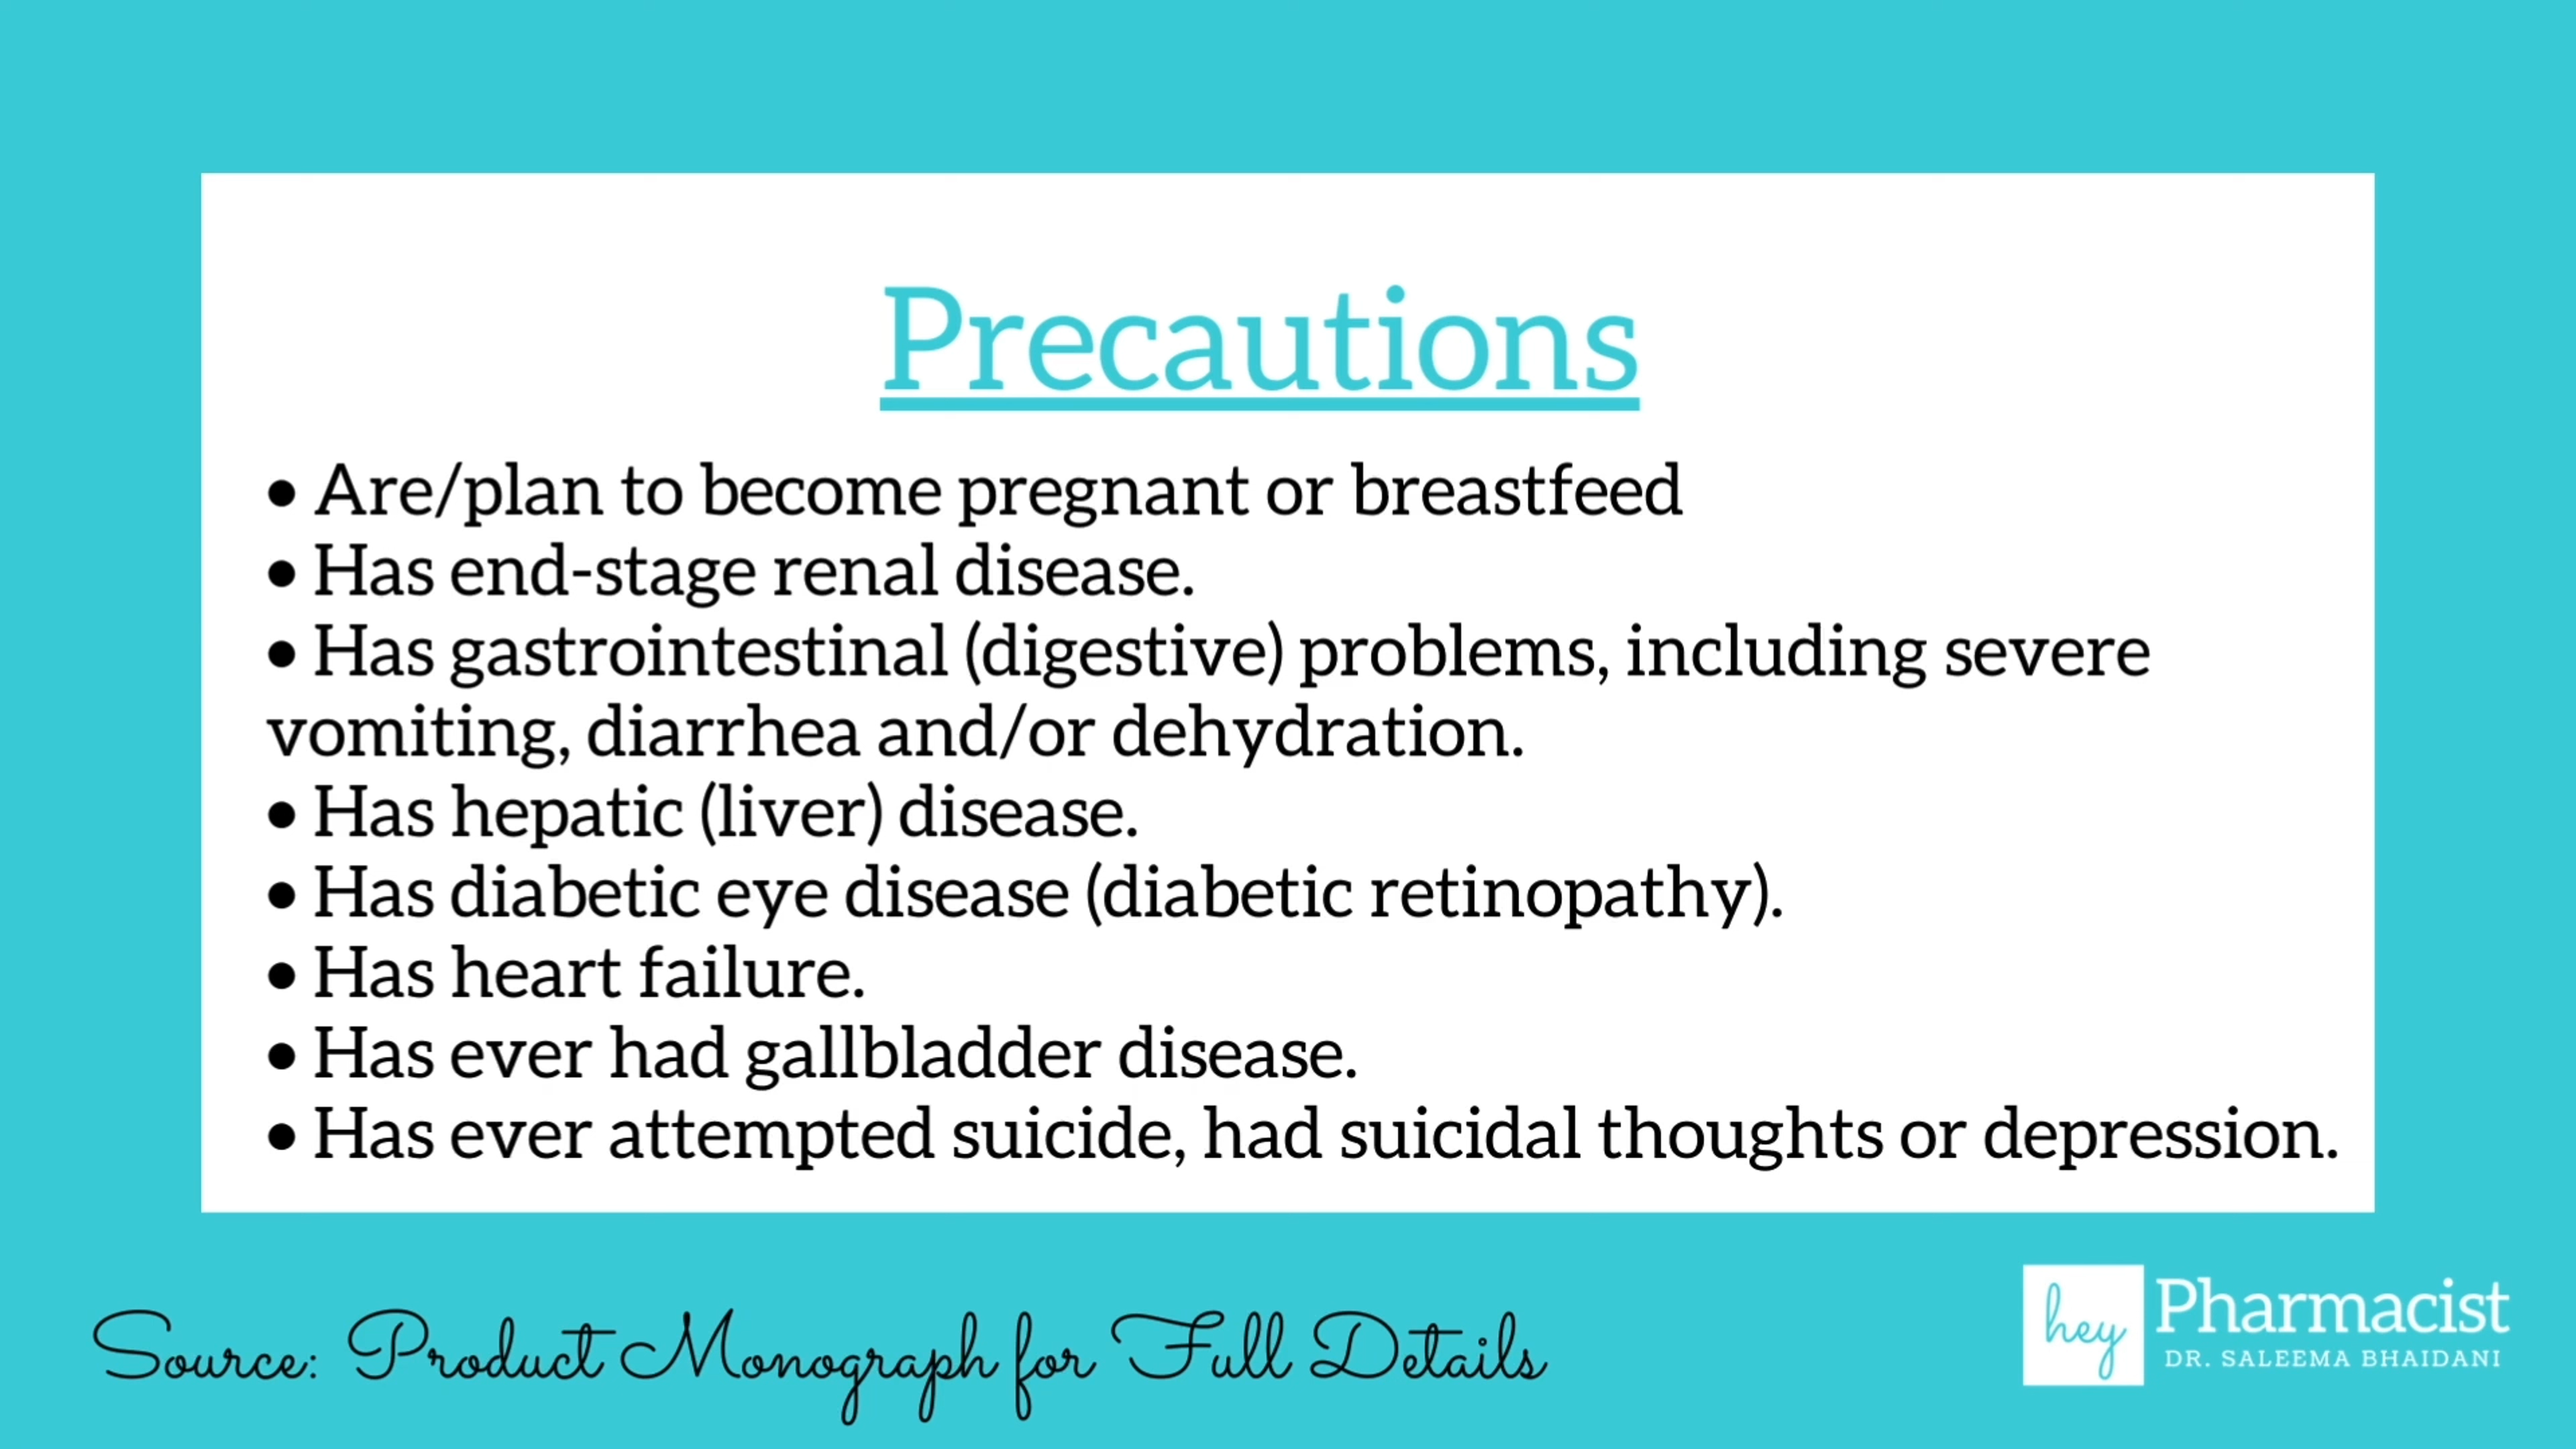 Precautions
• Are/plan to become pregnant or breastfeed
• Has end-stage renal disease.
• Has gastrointestinal (digestive) problems, including severe
vomiting, diarrhea and/or dehydration.
• Has hepatic (liver) disease.
• Has diabetic eye disease (diabetic retinopathy).
• Has heart failure.
• Has ever had gallbladder disease.
• Has ever attempted suicide, had suicidal thoughts or depression.
Source: Product Monograph for Full Details
hey Pharmacist
DR. SALEEMA BHAIDANI